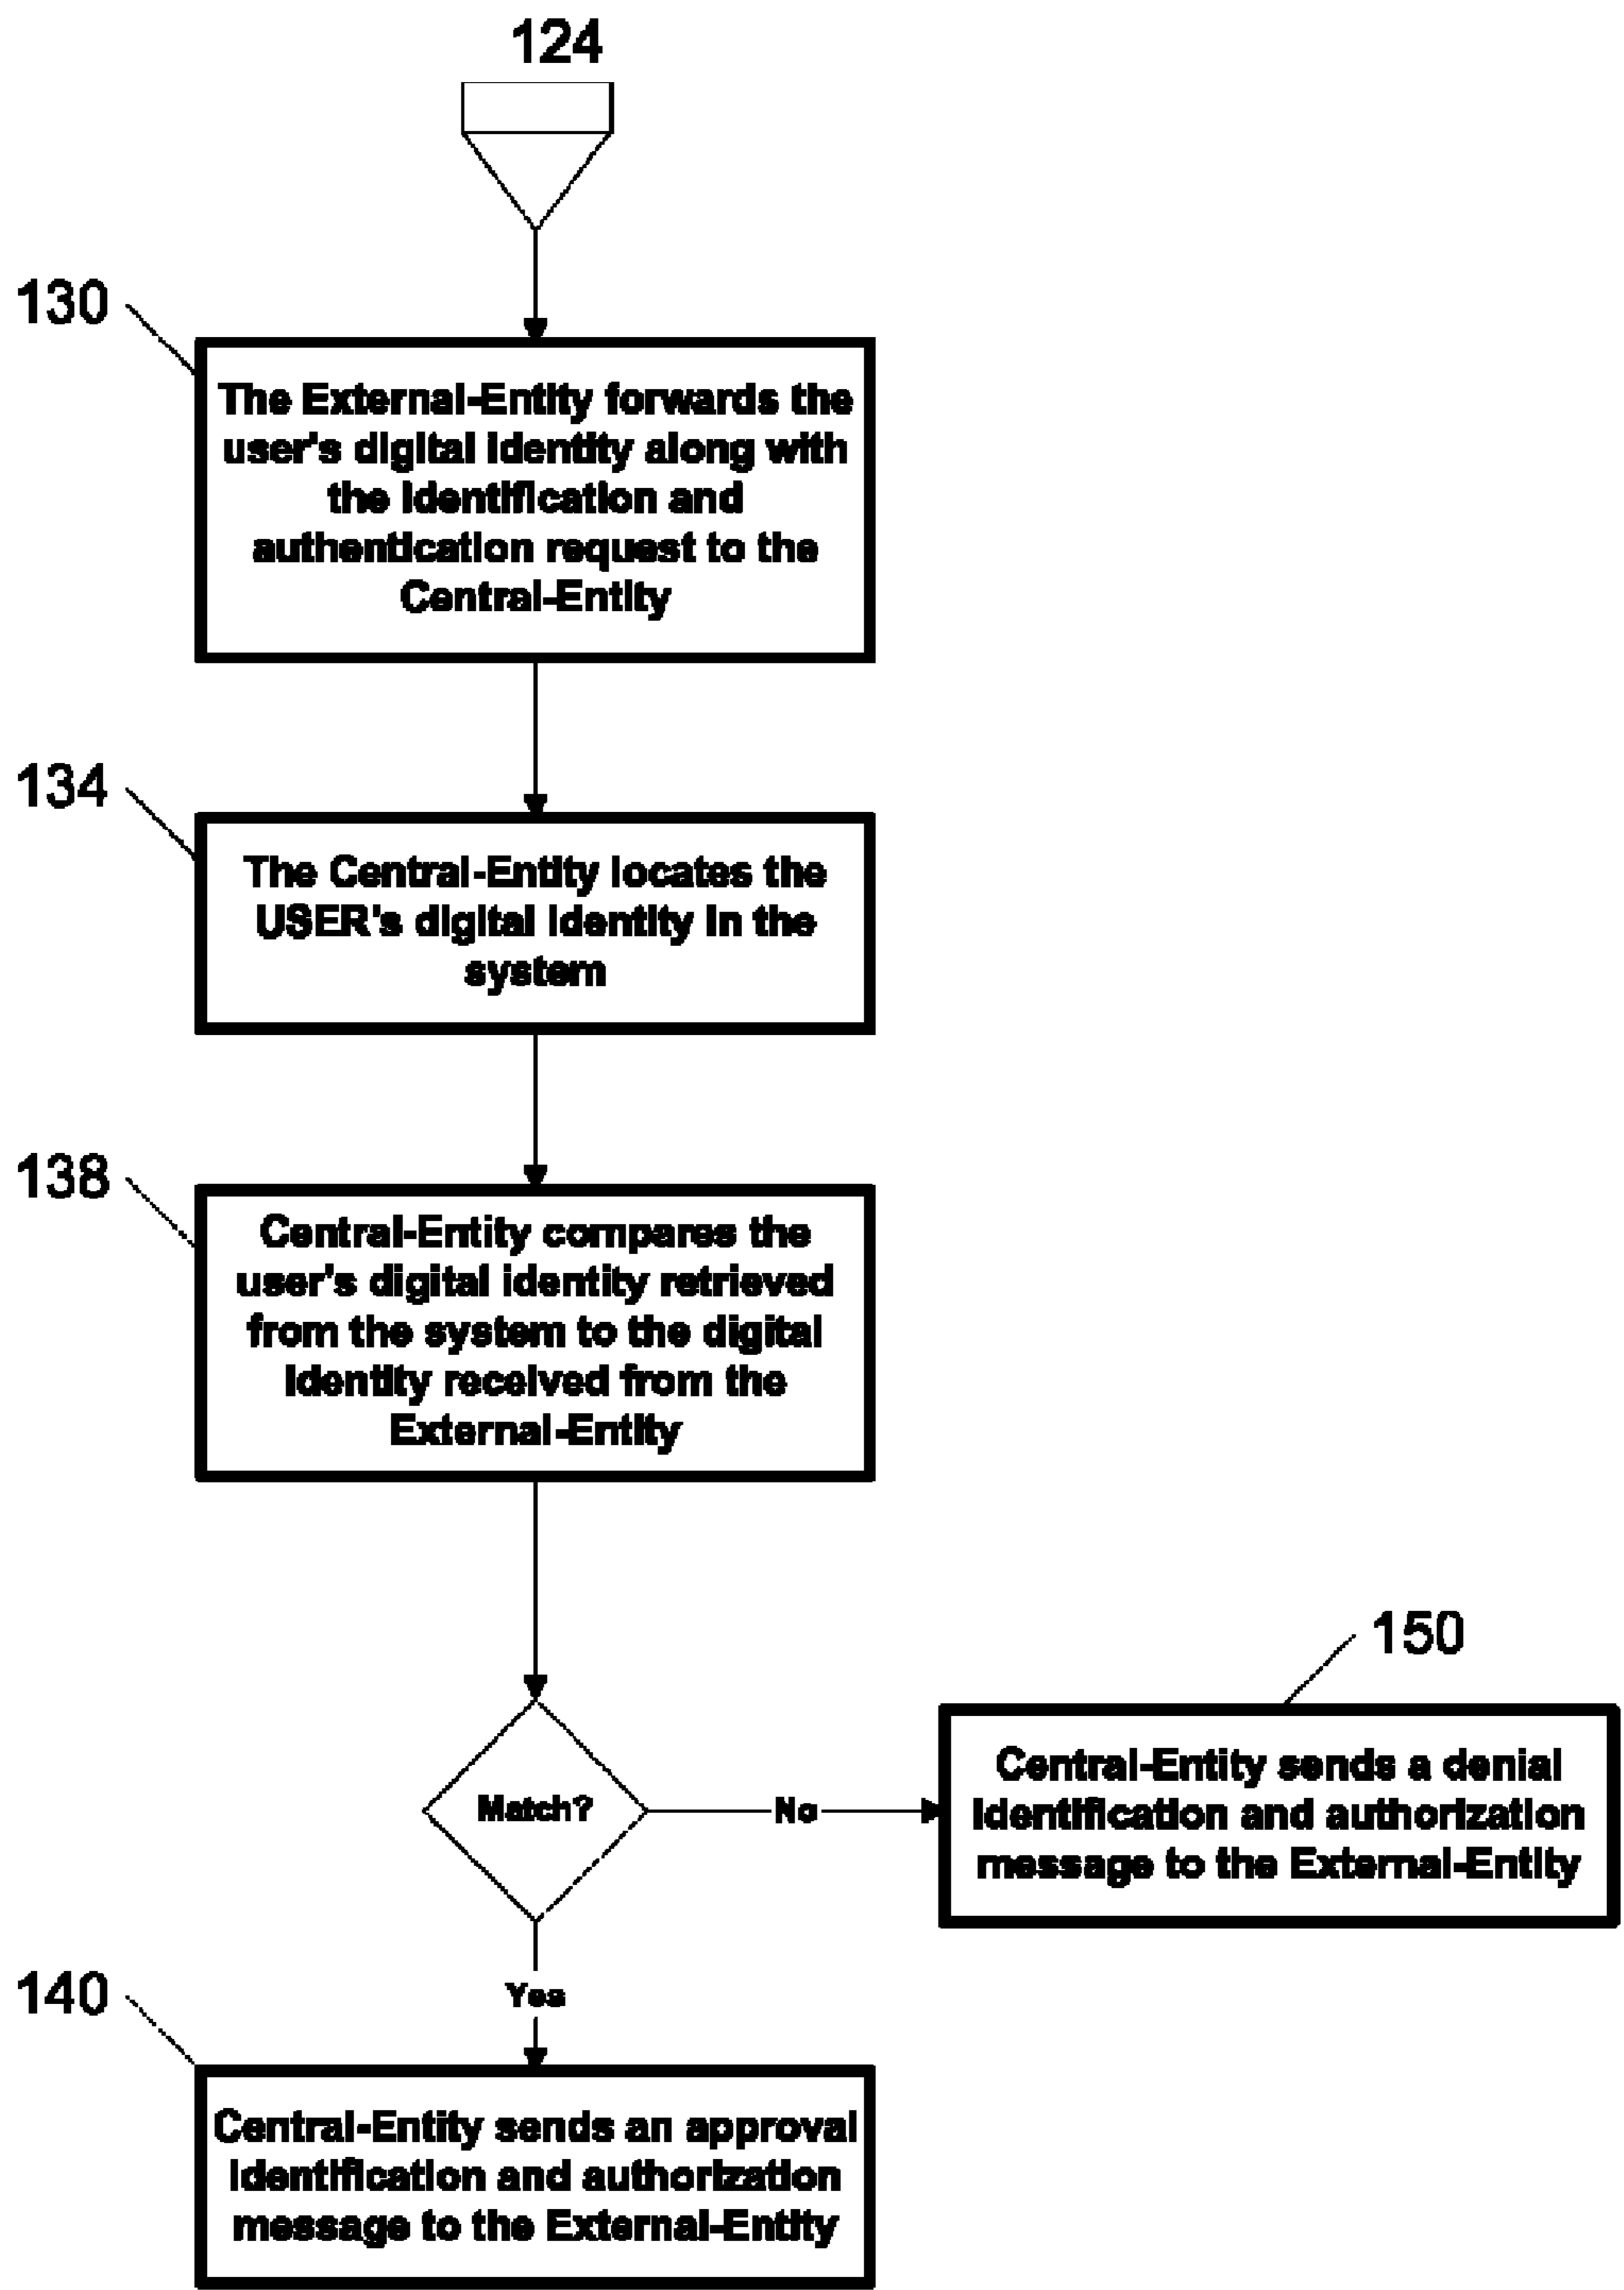 124
130
The External-Entity forwards the
user's digital identity along with
the identification and
authentication request to the
Central-Entity
134
The Central-Entity locates the
USER's digital identity in the
system
138
Central-Entity compares the
user's digital identity retrieved
from the system to the digital
identity received from the
External-Entity
150
Match?
No
Central-Entity sends a denial
identification and authorization
message to the External-Entity
Yes
140
Central-Entity sends an approval
identification and authorization
message to the External-Entity